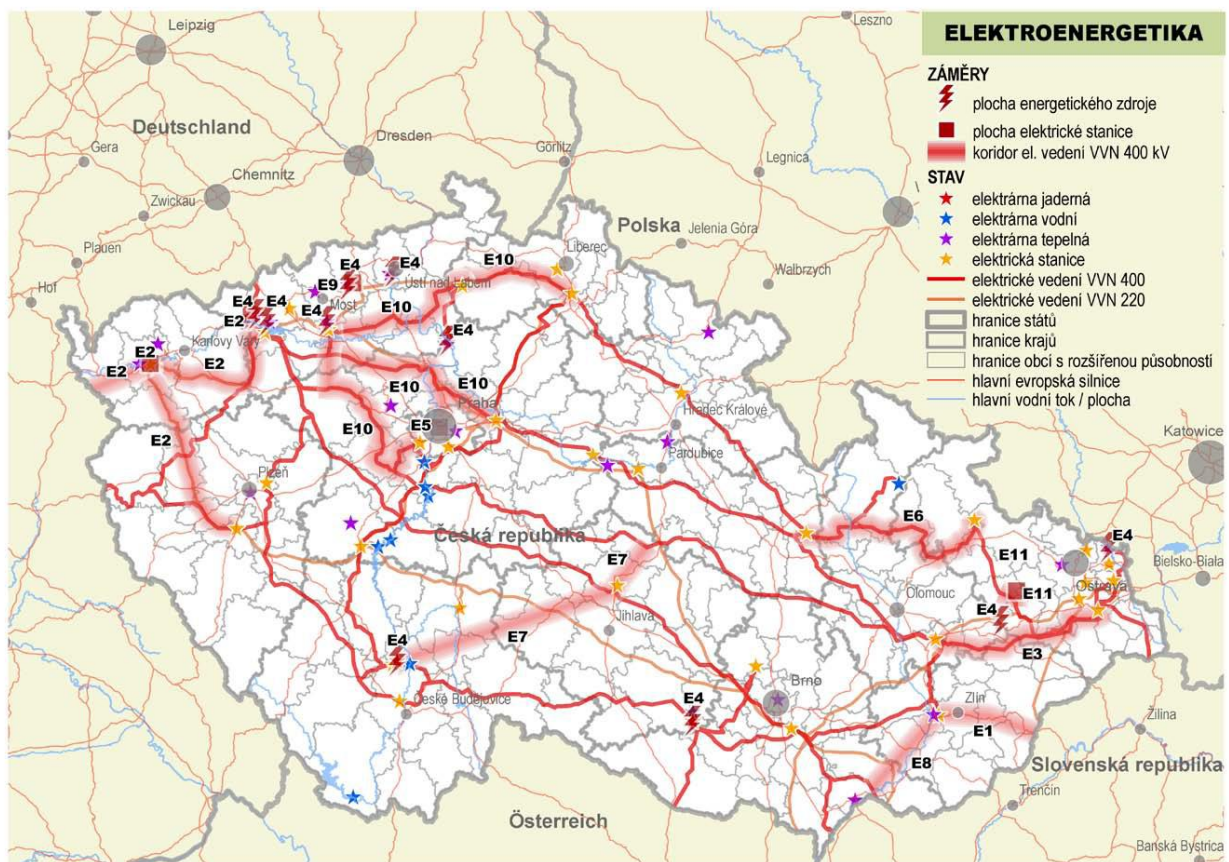 ELEKTROENERGETIKA
ZÁMĚRY
plocha energetického zdroje
plocha elektrické stanice
koridor el. vedení VVN 400 kV
STAV
elektrárna jaderná
elektrárna vodní
elektrárna tepelná
elektrická stanice
elektrické vedení VVN 400
elektrické vedení VVN 220
hranice států
hranice krajů
hranice obcí s rozšířenou působností
hlavní evropská silnice
hlavní vodní tok / plocha
Leszno
Leipzig
Deutschland
Dresden
Görlitz
Gera
Legnica
Chemnitz
Zwickau
Polska
Jelenia Góra
Plauen
Liberec
Walbrzych
Hof
E4
E4
E10
E9
Ústí nad Labem
E4
E4
E4
Most
E10
E2
E4
E2
Karlovy Vary
E2
E2
E10
E10
Praha
Hradec Králové
Katowice
E2
E10
E5
Plzeň
Pardubice
E6
Česká republika
E7
E11
E4
Bielsko-Biała
Ostrava
E11
Olomouc
E4
Jihlava
E7
E4
E3
České Budějovice
E4
Brno
Zlín
E1
Žilina
E8
Slovenská republika
Trenčín
Österreich
Banská Bystrica